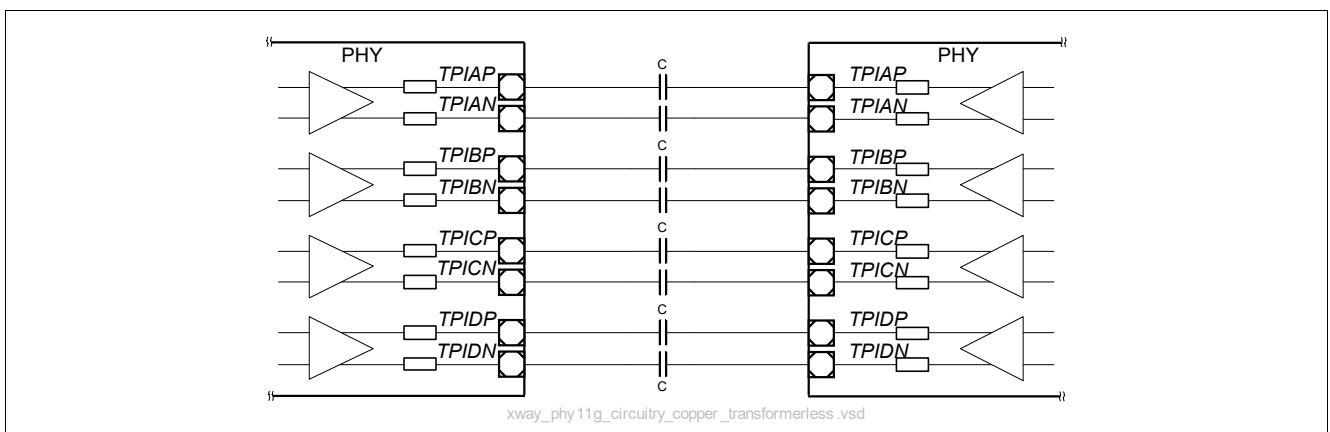 PHY PHY
C
TPIAP TPIAP
TPIAN TPIAN
C
TPIBP TPIBP
TPIBN TPIBN
C
TPICP TPICP
TPICN TPICN
C
TPIDP TPIDP
TPIDN TPIDN
C
xway_phy11g_circuitry_copper_transformerless.vsd